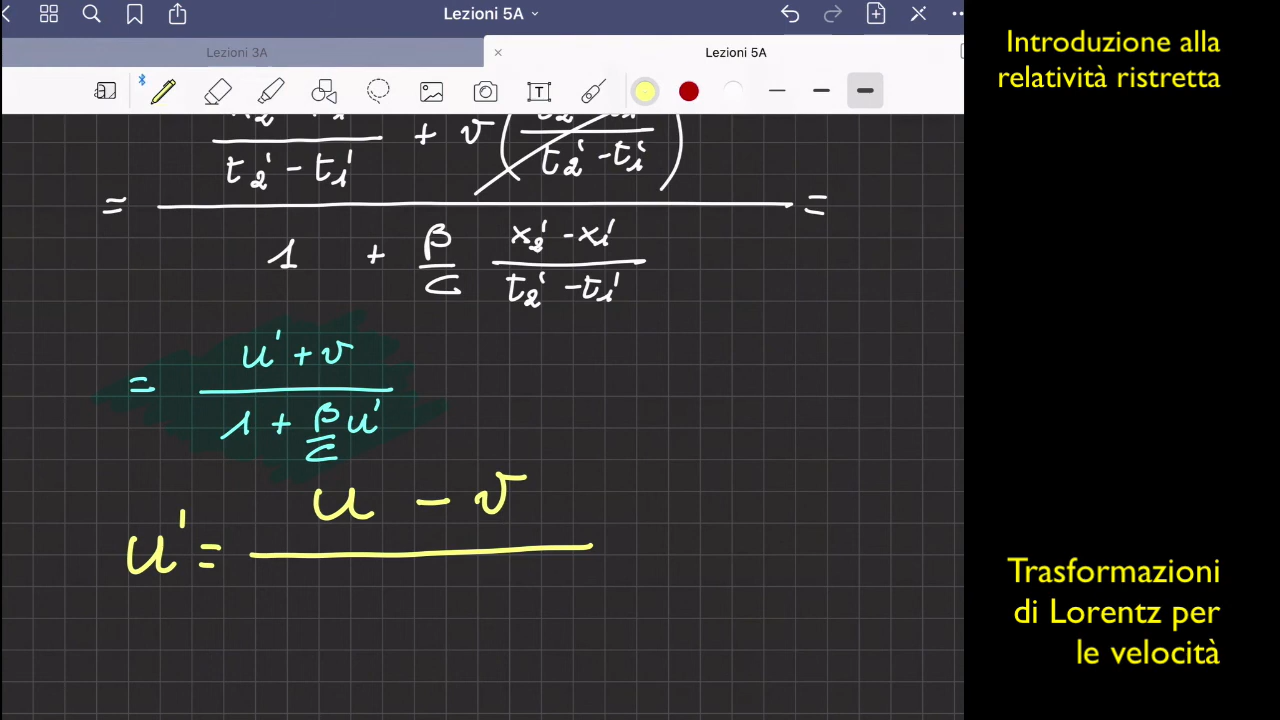 Lezioni 5A
Lezioni 3A
Lezioni 5A
Introduzione alla
relatività ristretta
t₂' - t₁' + v ( t₂' - t₁' )
= =
1 + β/c (x₂' - x₁')/(t₂' - t₁')
= (u' + v)/(1 + β/c u')
u' = u - v
Trasformazioni
di Lorentz per
le velocità